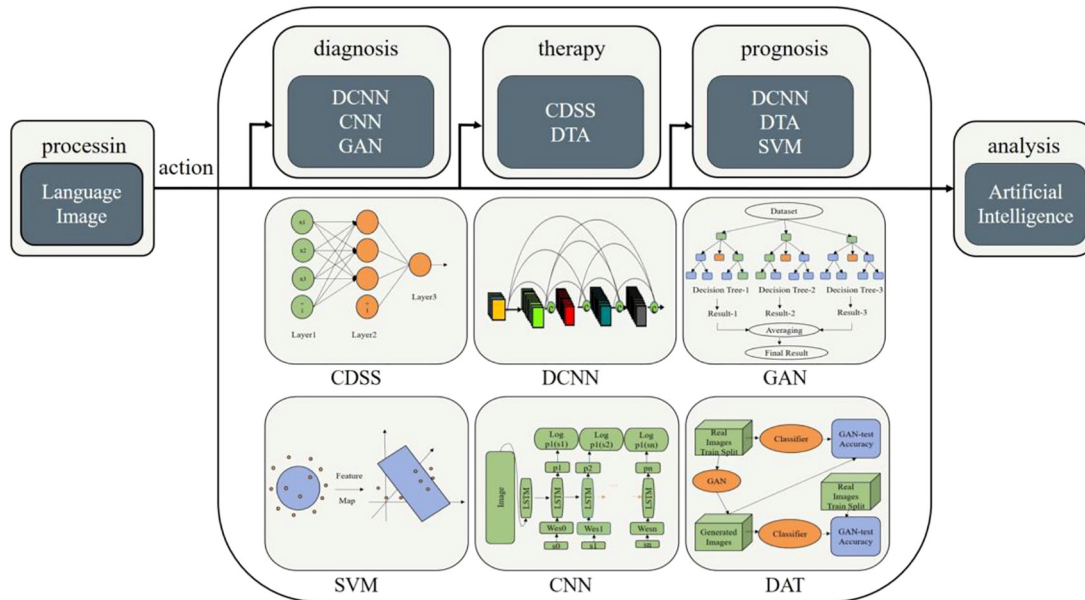 diagnosis
DCNN
CNN
GAN
therapy
CDSS
DTA
prognosis
DCNN
DTA
SVM
processin
Language
Image
action
analysis
Artificial
Intelligence
x1
x2
x3
Layer1
Layer2
Layer3
CDSS
DCNN
Dataset
Decision Tree-1
Decision Tree-2
Decision Tree-3
Result-1
Result-2
Result-3
Averaging
Final Result
GAN
Feature
Map
SVM
Image
Log
p1(s1)
Log
p1(s2)
Log
p1(sn)
p1
p2
pn
LSTM
LSTM
LSTM
LSTM
Wes0
Wes1
Wesn
s0
s1
sn
CNN
Real
Images
Train Split
Classifier
GAN-test
Accuracy
GAN
Real
Images
Train Split
Generated
Images
Classifier
GAN-test
Accuracy
DAT